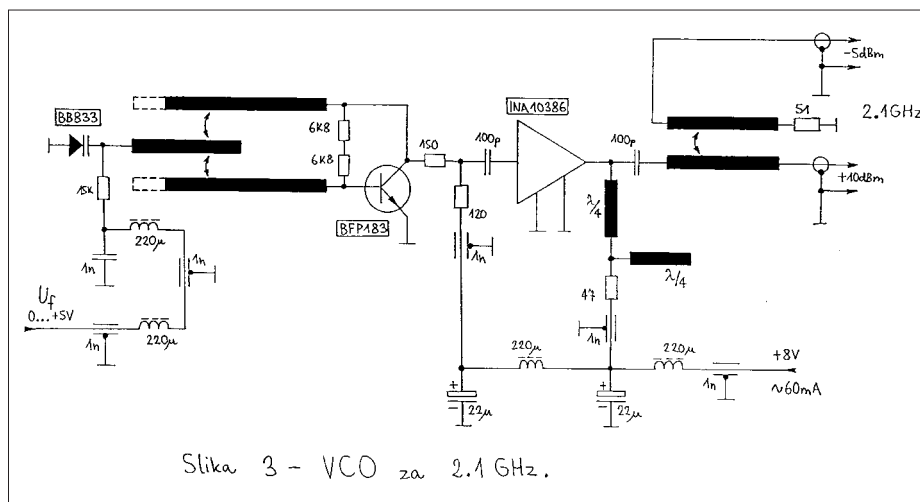 BB833
15k
220μ
1n
1n
U_f
0...+5V
1n
220μ
6k8
6k8
BFP183
150
120
1n
100p
INA10386
100p
λ/4
λ/4
47
1n
220μ
22μ
22μ
220μ
1n
+8V
~60mA
51
-5dBm
2.1GHz
+10dBm
Slika 3 - VCO za 2.1 GHz.